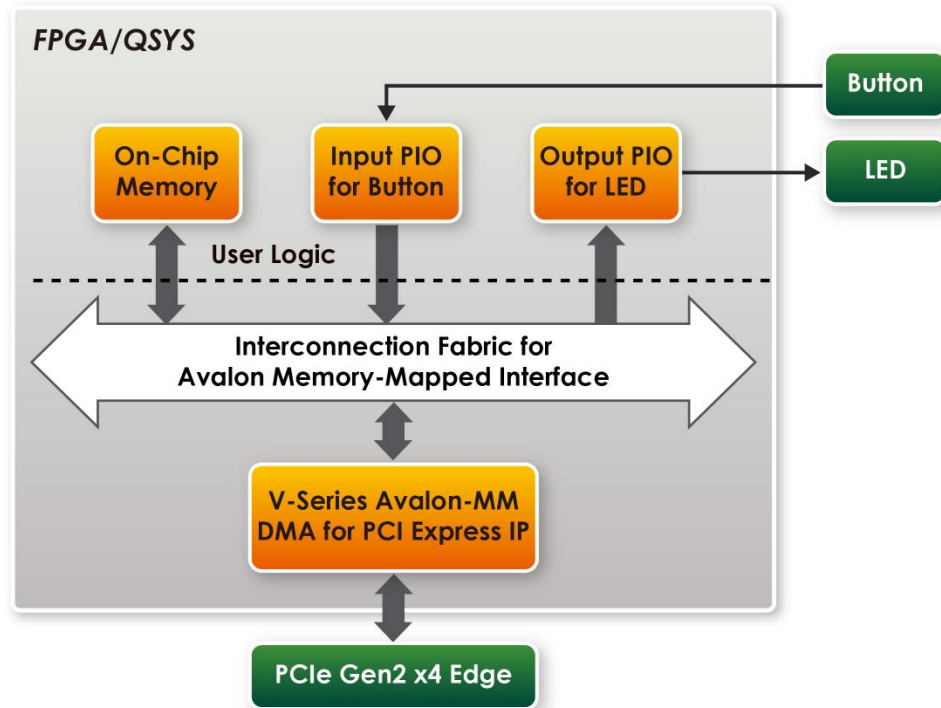 FPGA/QSYS
Button
On-Chip
Memory
Input PIO
for Button
Output PIO
for LED
LED
User Logic
Interconnection Fabric for
Avalon Memory-Mapped Interface
V-Series Avalon-MM
DMA for PCI Express IP
PCIe Gen2 x4 Edge